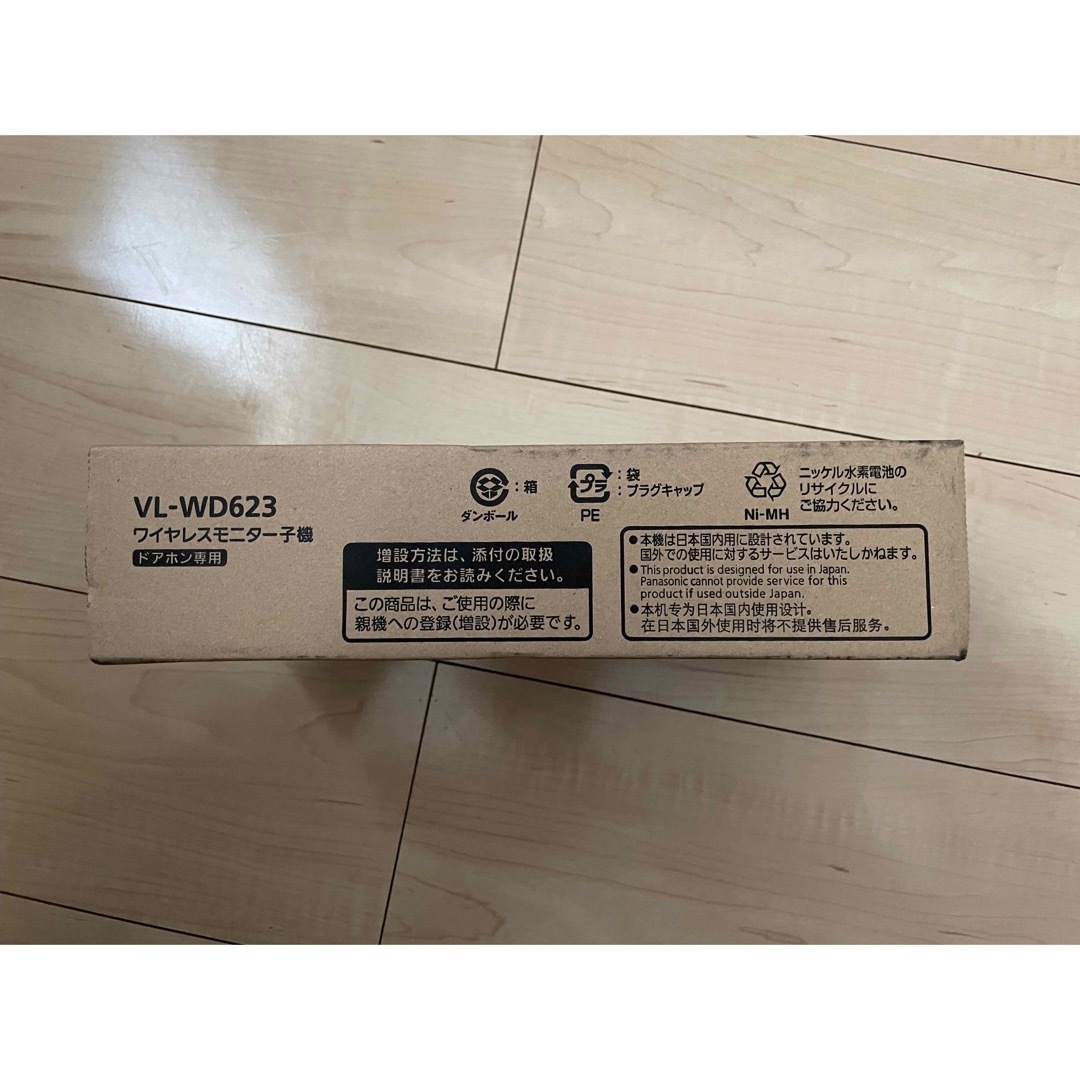 VL-WD623
ワイヤレスモニター子機
ドアホン専用
ダンボール
:箱
プラ
PE
:袋
:プラグキャップ
Ni-MH
ニッケル水素電池の
リサイクルに
ご協力ください。
増設方法は、添付の取扱
説明書をお読みください。
この商品は、ご使用の際に
親機への登録(増設)が必要です。
●本機は日本国内用に設計されています。
国外での使用に対するサービスはいたしかねます。
●This product is designed for use in Japan.
Panasonic cannot provide service for this
product if used outside Japan.
●本机专为日本国内使用设计。
在日本国外使用时将不提供售后服务。